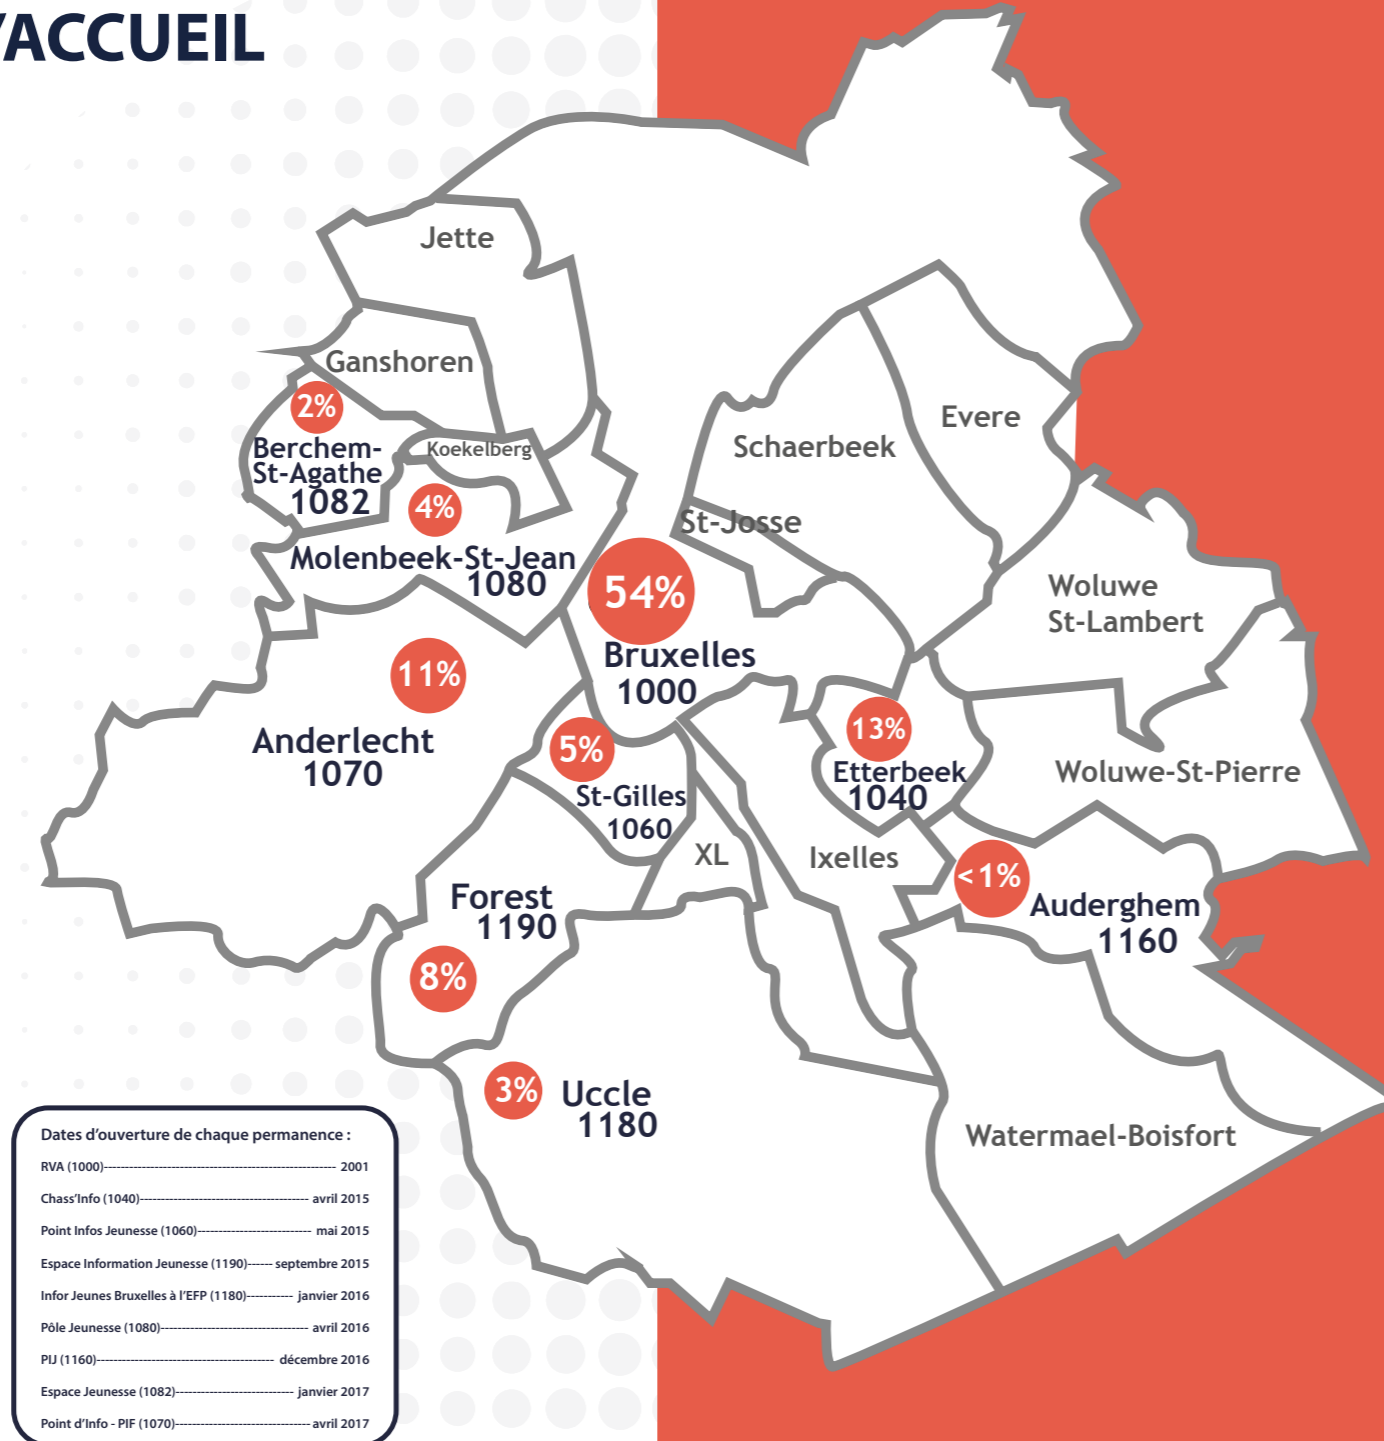 'ACCUEIL
Jette
Ganshoren
2%
Berchem-
St-Agathe
1082
Koekelberg
4%
Molenbeek-St-Jean
1080
Schaerbeek
Evere
St-Josse
54%
Bruxelles
1000
Woluwe
St-Lambert
11%
Anderlecht
1070
5%
St-Gilles
1060
13%
Etterbeek
1040
Woluwe-St-Pierre
XL
Ixelles
<1%
Auderghem
1160
Forest
1190
8%
3%
Uccle
1180
Watermael-Boisfort
Dates d'ouverture de chaque permanence :
RVA (1000)------------------------------------------------------- 2001
Chass'Info (1040)---------------------------------------- avril 2015
Point Infos Jeunesse (1060)--------------------------- mai 2015
Espace Information Jeunesse (1190)------ septembre 2015
Infor Jeunes Bruxelles à l'EFP (1180)----------- janvier 2016
Pôle Jeunesse (1080)----------------------------------- avril 2016
PIJ (1160)------------------------------------------ décembre 2016
Espace Jeunesse (1082)---------------------------- janvier 2017
Point d'Info - PIF (1070)-------------------------------- avril 2017